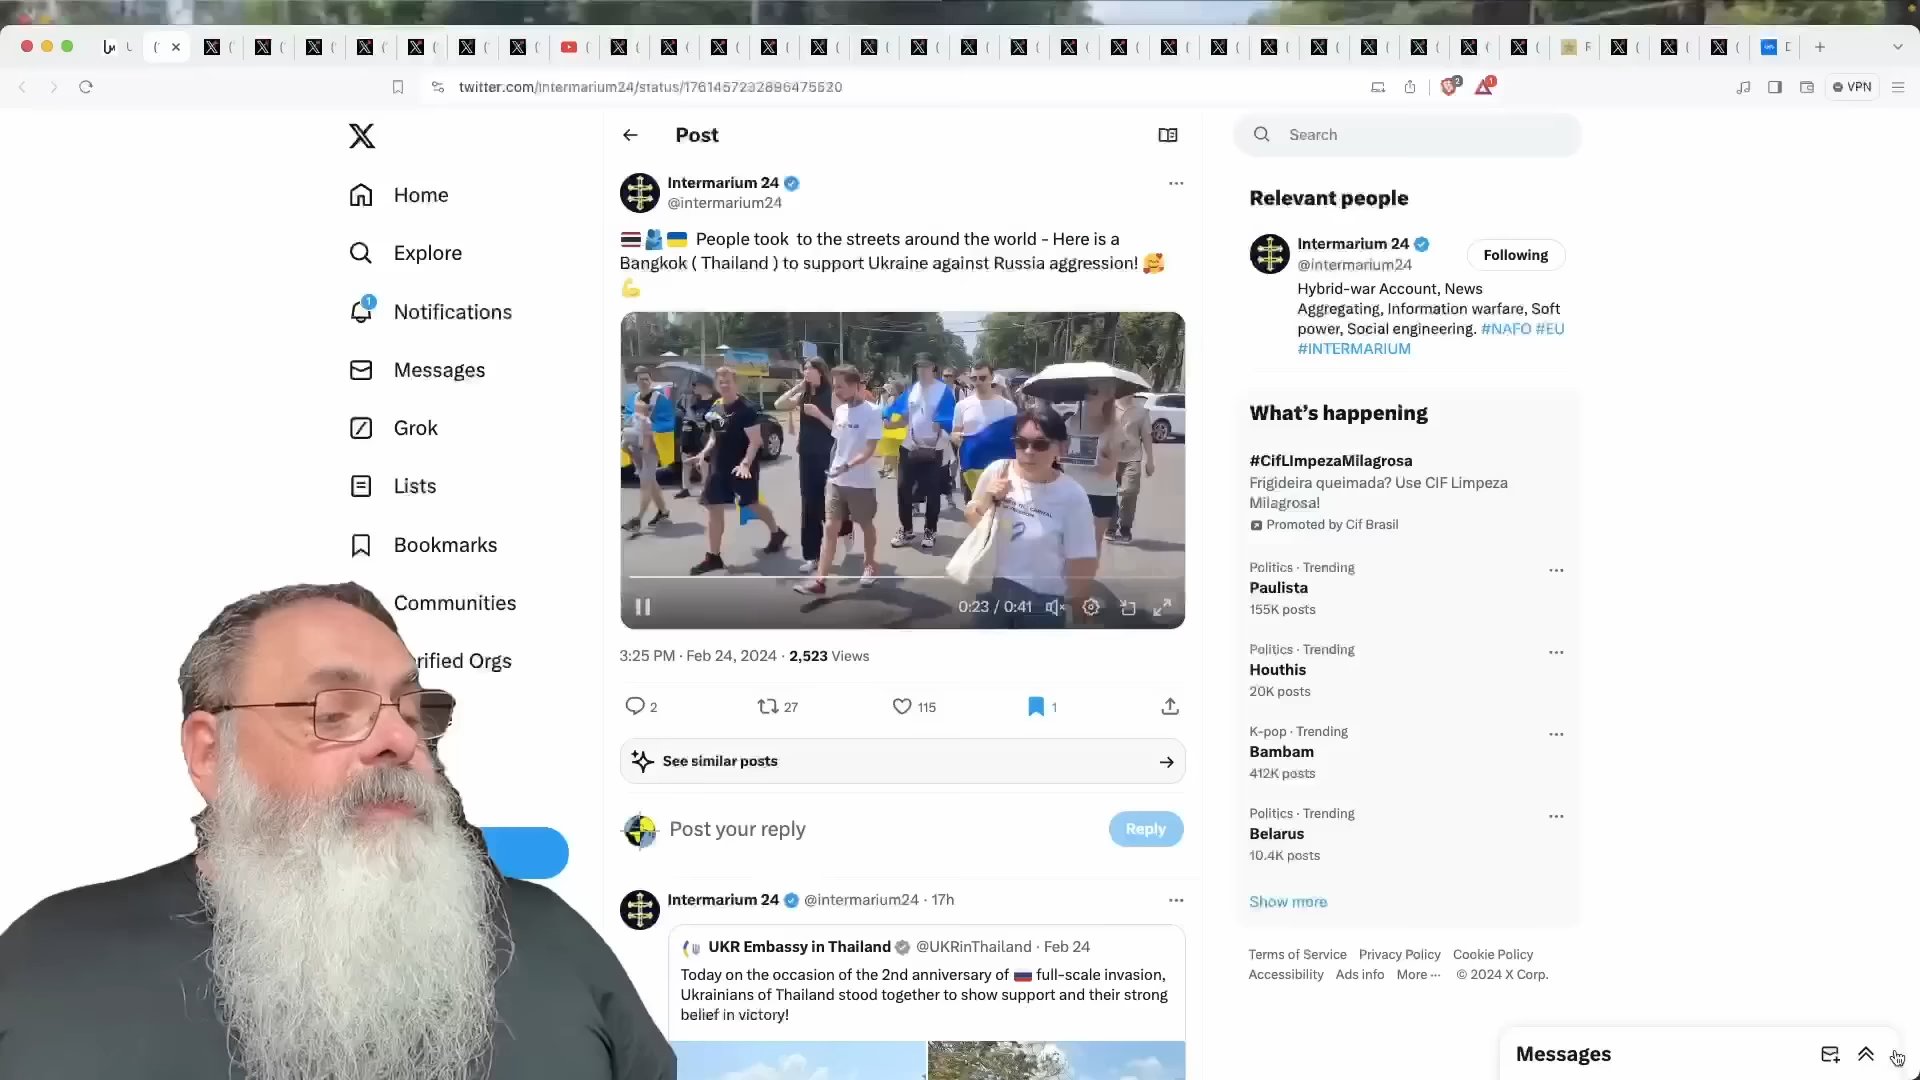 twitter.com/intermarium24/status/1761457232896475520
VPN
Home
Explore
1
Notifications
Messages
Grok
Lists
Bookmarks
Communities
rified Orgs
Post
Intermarium 24
@intermarium24
People took to the streets around the world - Here is a
Bangkok ( Thailand ) to support Ukraine against Russia aggression!
0:23 / 0:41
3:25 PM · Feb 24, 2024 · 2,523 Views
2 27 115 1
See similar posts
Post your reply
Reply
Intermarium 24 @intermarium24 · 17h
UKR Embassy in Thailand @UKRinThailand · Feb 24
Today on the occasion of the 2nd anniversary of full-scale invasion,
Ukrainians of Thailand stood together to show support and their strong
belief in victory!
Search
Relevant people
Intermarium 24
@intermarium24
Following
Hybrid-war Account, News
Aggregating, Information warfare, Soft
power, Social engineering. #NAFO #EU
#INTERMARIUM
What's happening
#CifLImpezaMilagrosa
Frigideira queimada? Use CIF Limpeza
Milagrosa!
Promoted by Cif Brasil
Politics · Trending
Paulista
155K posts
Politics · Trending
Houthis
20K posts
K-pop · Trending
Bambam
412K posts
Politics · Trending
Belarus
10.4K posts
Show more
Terms of Service Privacy Policy Cookie Policy
Accessibility Ads info More ··· © 2024 X Corp.
Messages